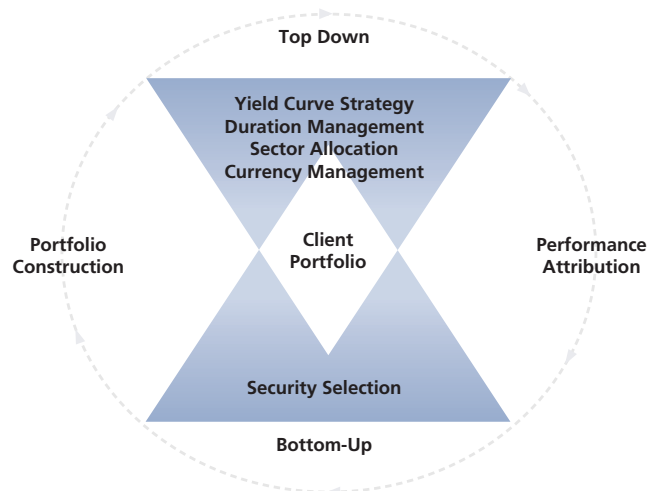 Top Down
Yield Curve Strategy
Duration Management
Sector Allocation
Currency Management
Portfolio
Construction
Client
Portfolio
Performance
Attribution
Security Selection
Bottom-Up